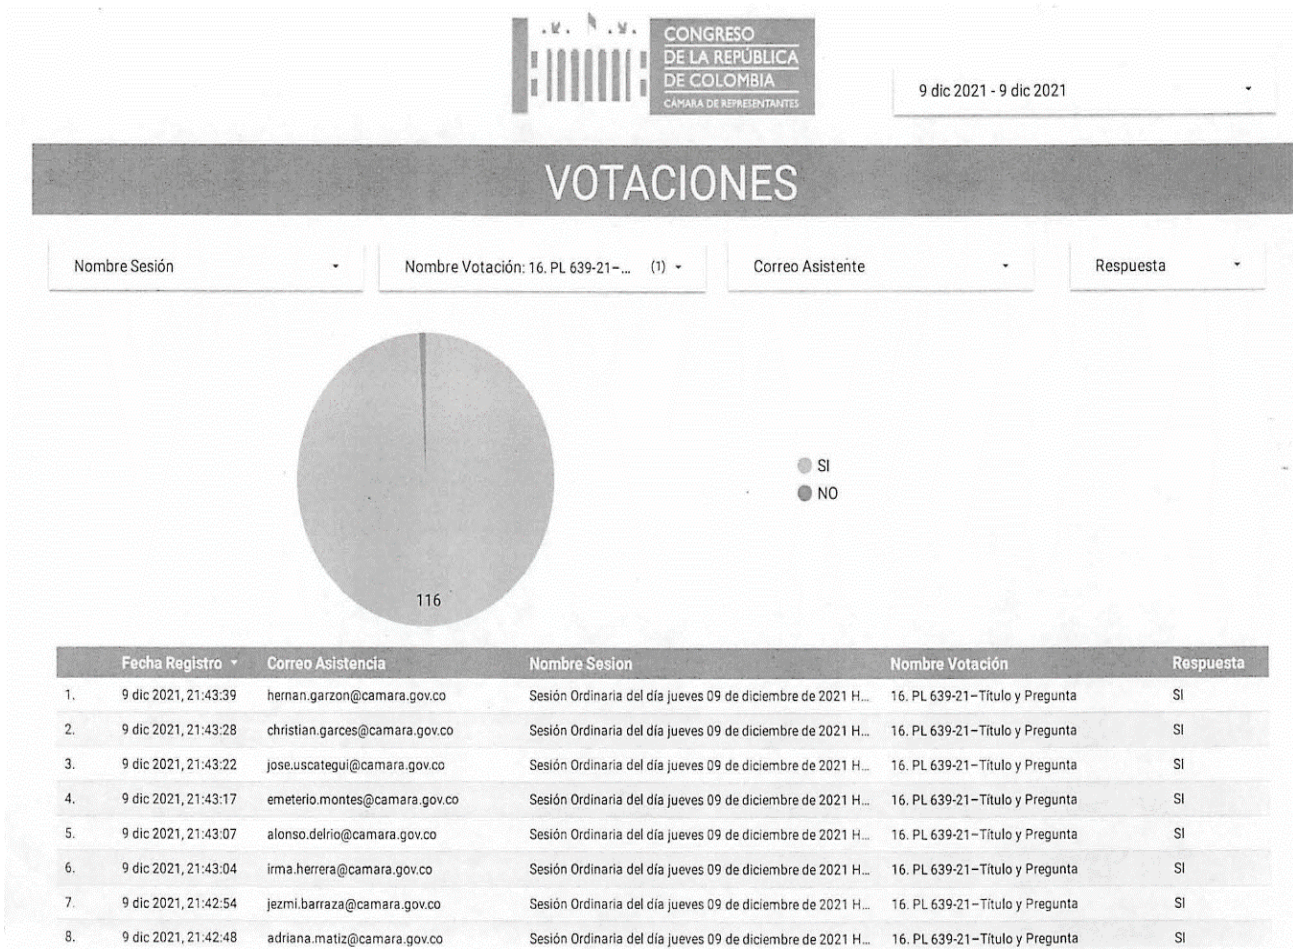 CONGRESO
DE LA REPÚBLICA
DE COLOMBIA
CÁMARA DE REPRESENTANTES
9 dic 2021 - 9 dic 2021
VOTACIONES
Nombre Sesión
Nombre Votación: 16. PL 639-21–... (1)
Correo Asistente
Respuesta
SI
NO
116
Fecha Registro Correo Asistencia Nombre Sesion Nombre Votación Respuesta
1. 9 dic 2021, 21:43:39 hernan.garzon@camara.gov.co Sesión Ordinaria del día jueves 09 de diciembre de 2021 H... 16. PL 639-21–Título y Pregunta SI
2. 9 dic 2021, 21:43:28 christian.garces@camara.gov.co Sesión Ordinaria del día jueves 09 de diciembre de 2021 H... 16. PL 639-21–Título y Pregunta SI
3. 9 dic 2021, 21:43:22 jose.uscategui@camara.gov.co Sesión Ordinaria del día jueves 09 de diciembre de 2021 H... 16. PL 639-21–Título y Pregunta SI
4. 9 dic 2021, 21:43:17 emeterio.montes@camara.gov.co Sesión Ordinaria del día jueves 09 de diciembre de 2021 H... 16. PL 639-21–Título y Pregunta SI
5. 9 dic 2021, 21:43:07 alonso.delrio@camara.gov.co Sesión Ordinaria del día jueves 09 de diciembre de 2021 H... 16. PL 639-21–Título y Pregunta SI
6. 9 dic 2021, 21:43:04 irma.herrera@camara.gov.co Sesión Ordinaria del día jueves 09 de diciembre de 2021 H... 16. PL 639-21–Título y Pregunta SI
7. 9 dic 2021, 21:42:54 jezmi.barraza@camara.gov.co Sesión Ordinaria del día jueves 09 de diciembre de 2021 H... 16. PL 639-21–Título y Pregunta SI
8. 9 dic 2021, 21:42:48 adriana.matiz@camara.gov.co Sesión Ordinaria del día jueves 09 de diciembre de 2021 H... 16. PL 639-21–Título y Pregunta SI